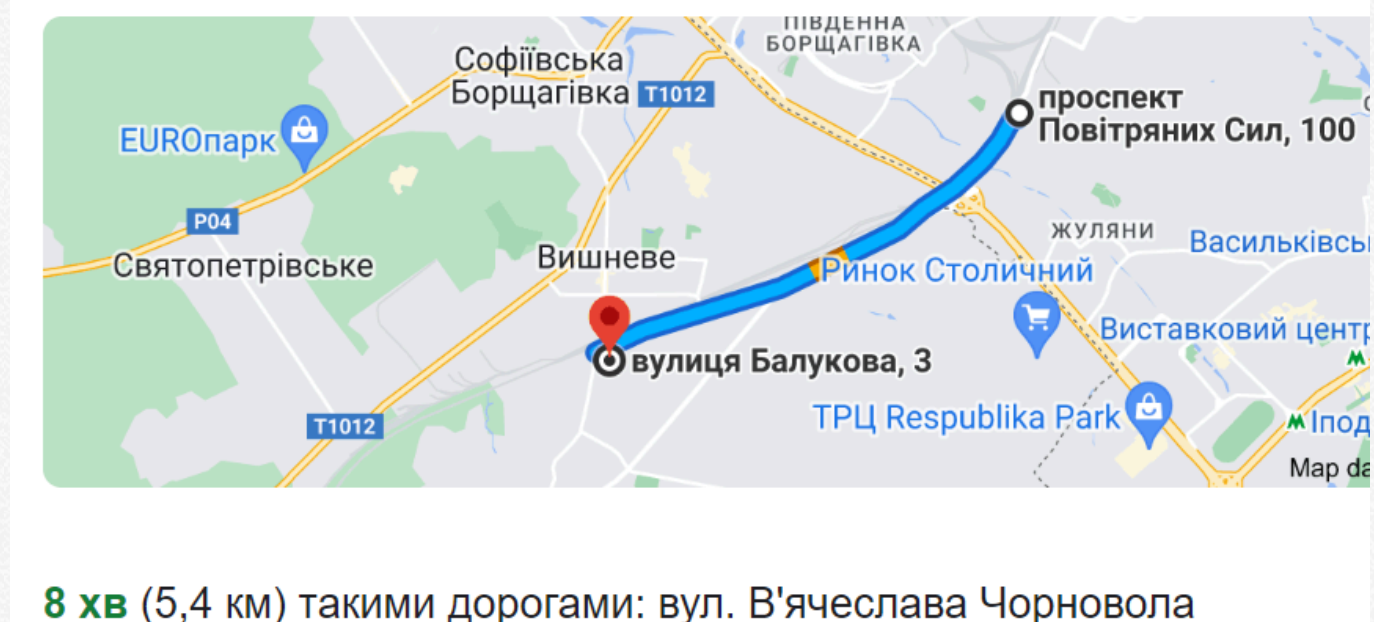 ПІВДЕННА
БОРЩАГІВКА
Софіївська
Борщагівка
T1012
проспект
Повітряних Сил, 100
EUROпарк
P04
ЖУЛЯНИ
Святопетрівське
Вишневе
Васильківсь
Ринок Столичний
Виставковий центр
вулиця Балукова, 3
ТРЦ Respublika Park
T1012
Іпод
Map da
8 хв (5,4 км) такими дорогами: вул. В'ячеслава Чорновола